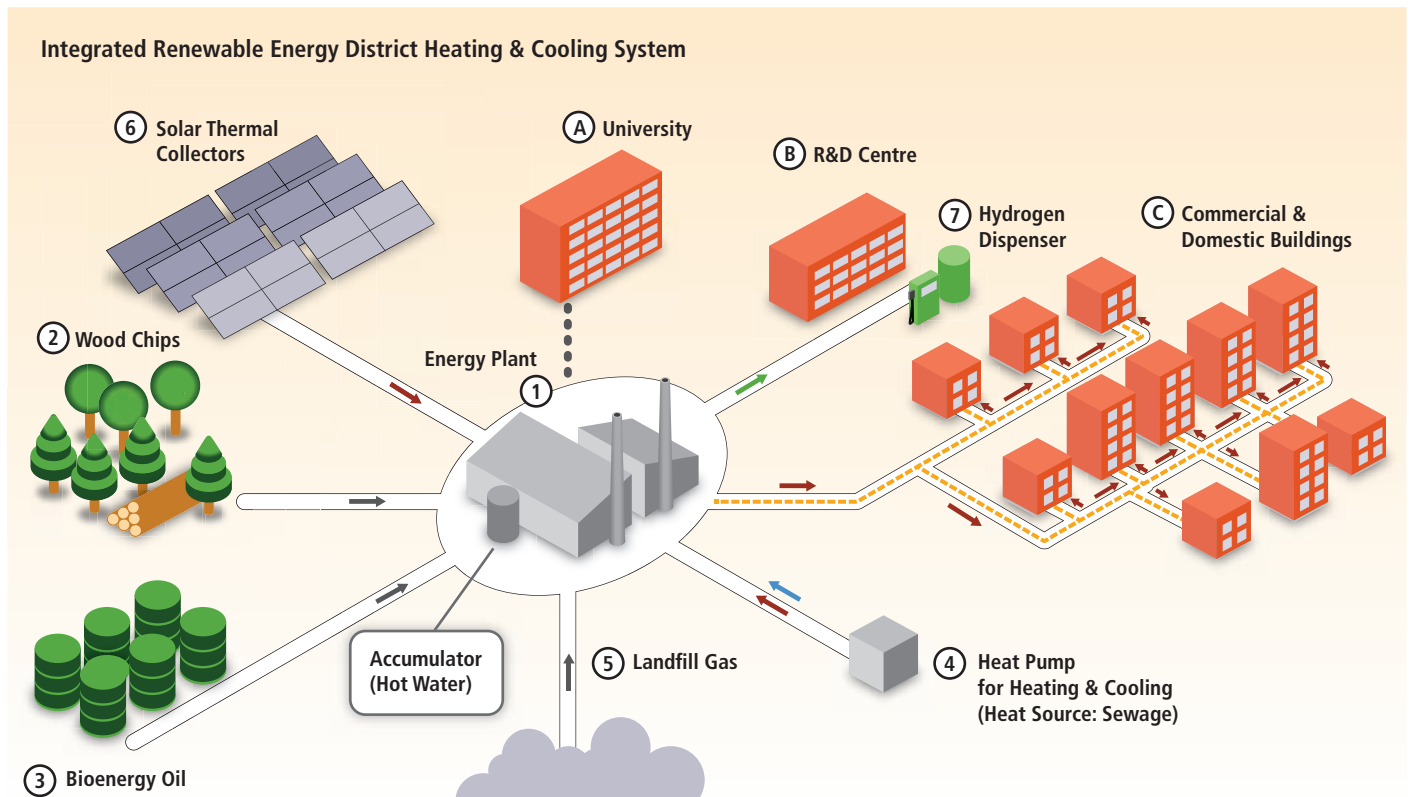 Integrated Renewable Energy District Heating & Cooling System
6 Solar Thermal
Collectors
A University
B R&D Centre
7 Hydrogen
Dispenser
C Commercial &
Domestic Buildings
2 Wood Chips
Energy Plant
1
Accumulator
(Hot Water)
5 Landfill Gas
4 Heat Pump
for Heating & Cooling
(Heat Source: Sewage)
3 Bioenergy Oil